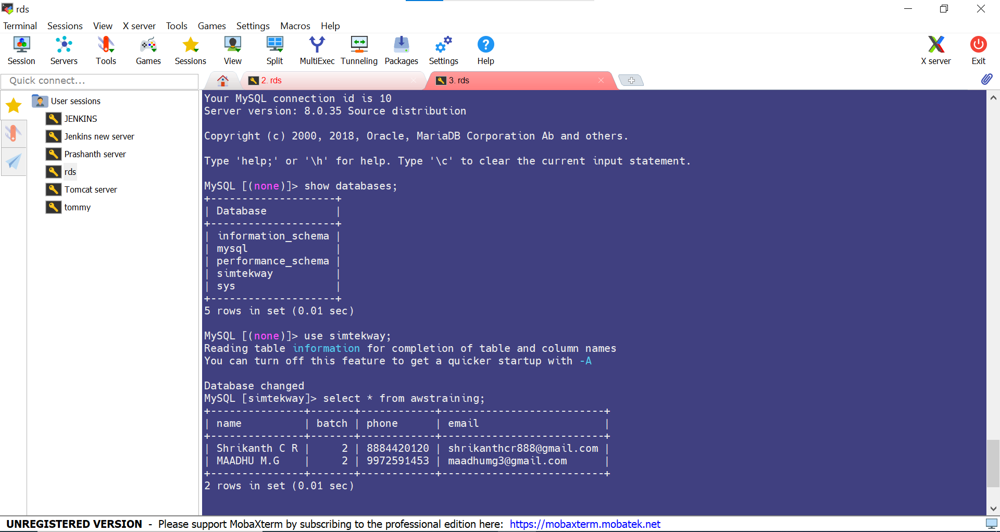 rds
Terminal Sessions View X server Tools Games Settings Macros Help
Session Servers Tools Games Sessions View Split MultiExec Tunneling Packages Settings Help X server Exit
Quick connect...
2. rds
3. rds
User sessions
JENKINS
Jenkins new server
Prashanth server
rds
Tomcat server
tommy
Your MySQL connection id is 10
Server version: 8.0.35 Source distribution
Copyright (c) 2000, 2018, Oracle, MariaDB Corporation Ab and others.
Type 'help;' or '\h' for help. Type '\c' to clear the current input statement.
MySQL [(none)]> show databases;
+--------------------+
| Database           |
+--------------------+
| information_schema |
| mysql              |
| performance_schema |
| simtekway          |
| sys                |
+--------------------+
5 rows in set (0.01 sec)
MySQL [(none)]> use simtekway;
Reading table information for completion of table and column names
You can turn off this feature to get a quicker startup with -A
Database changed
MySQL [simtekway]> select * from awstraining;
+---------------+-------+------------+--------------------------+
| name          | batch | phone      | email                    |
+---------------+-------+------------+--------------------------+
| Shrikanth C R |     2 | 8884420120 | shrikanthcr888@gmail.com |
| MAADHU M.G    |     2 | 9972591453 | maadhumg3@gmail.com      |
+---------------+-------+------------+--------------------------+
2 rows in set (0.01 sec)
UNREGISTERED VERSION - Please support MobaXterm by subscribing to the professional edition here: https://mobaxterm.mobatek.net